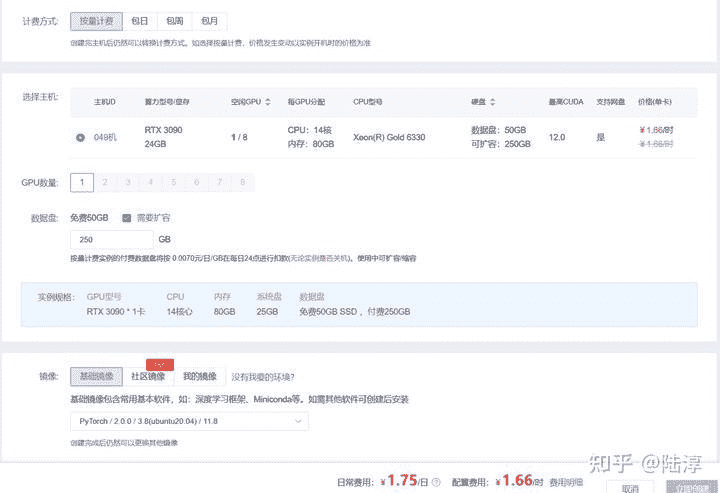 计费方式: 按量计费 包日 包周 包月
创建完主机后仍然可以转换计费方式。如选择按量计费，价格发生变动以实例开机时的价格为准
选择主机: 主机ID 算力型号/显存 空闲GPU 每GPU分配 CPU型号 硬盘 最高CUDA 支持网盘 价格(单卡)
049机 RTX 3090 24GB 1 / 8 CPU: 14核 内存: 80GB Xeon(R) Gold 6330 数据盘: 50GB 可扩容: 250GB 12.0 是 ￥1.66/时 ￥1.66/时
GPU数量: 1 2 3 4 5 6 7 8
数据盘: 免费50GB 需要扩容
250 GB
按量计费实例的付费数据盘将按 0.0070元/日/GB在每日24点进行扣款(无论实例是否关机)。使用中可扩容/缩容
实例规格: GPU型号 CPU 内存 系统盘 数据盘
RTX 3090 * 1卡 14核心 80GB 25GB 免费50GB SSD ，付费250GB
镜像: 基础镜像 社区镜像 我的镜像 没有我要的环境?
基础镜像包含常用基本软件，如: 深度学习框架、Miniconda等。如需其他软件可创建后安装
PyTorch / 2.0.0 / 3.8(ubuntu20.04) / 11.8
创建完成后仍然可以更换其他镜像
知乎 @陆淳
日常费用: ￥1.75/日 配置费用: ￥1.66/时 费用明细
取消 立即创建